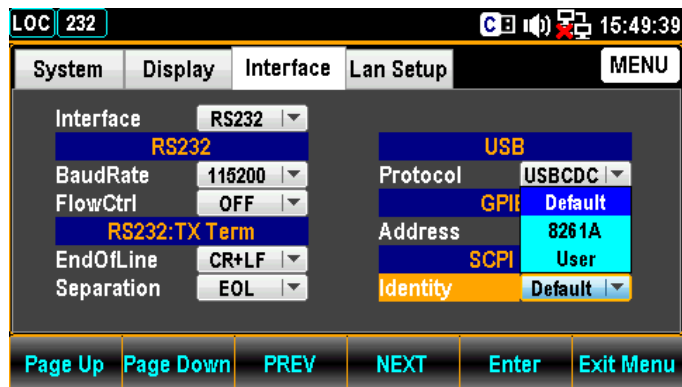 LOC 232 C 15:49:39
System Display Interface Lan Setup MENU
Interface RS232
RS232
BaudRate 115200
FlowCtrl OFF
RS232:TX Term
EndOfLine CR+LF
Separation EOL
USB
Protocol USBCDC
GPIB
Address
SCPI
Identity Default
Default
8261A
User
Page Up Page Down PREV NEXT Enter Exit Menu